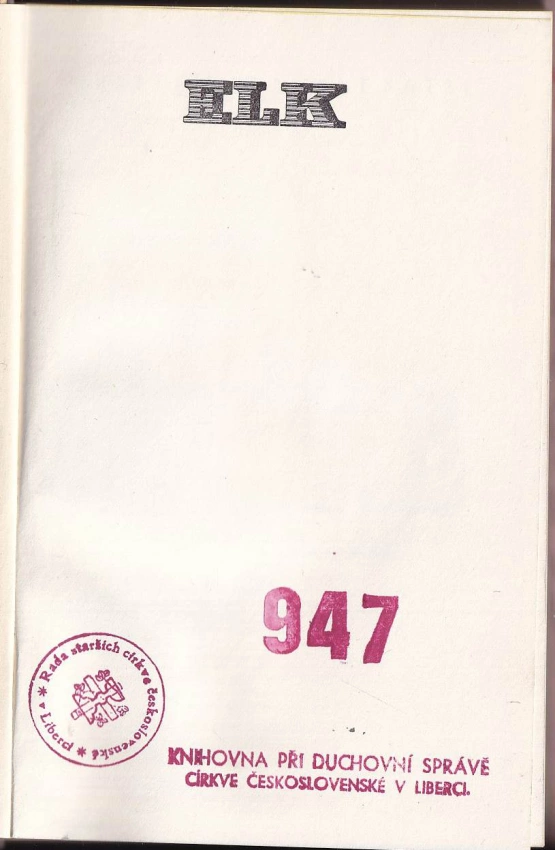 ELK
947
* Rada starších církve československé * v Liberci
KNIHOVNA PŘI DUCHOVNÍ SPRÁVĚ
CÍRKVE ČESKOSLOVENSKÉ V LIBERCI.